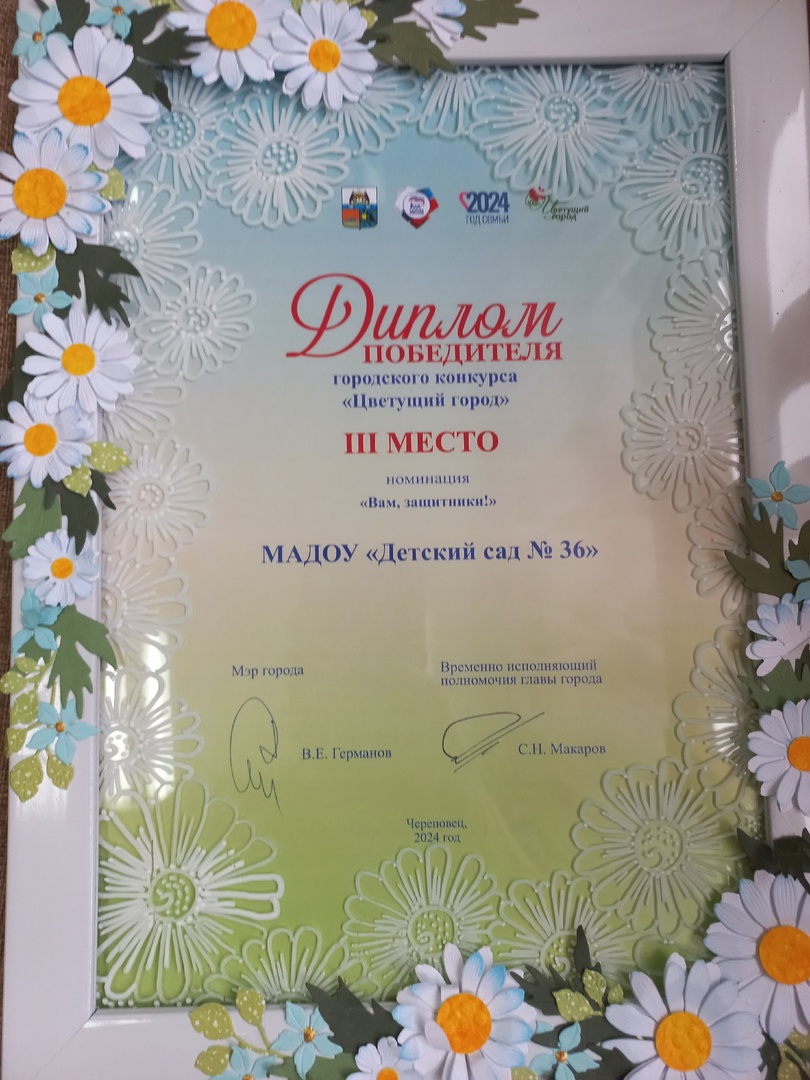 2024
ГОД СЕМЬИ
Цветущий
город
Диплом
ПОБЕДИТЕЛЯ
городского конкурса
«Цветущий город»
III МЕСТО
номинация
«Вам, защитники!»
МАДОУ «Детский сад № 36»
Мэр города
Временно исполняющий
полномочия главы города
В.Е. Германов
С.Н. Макаров
Череповец,
2024 год